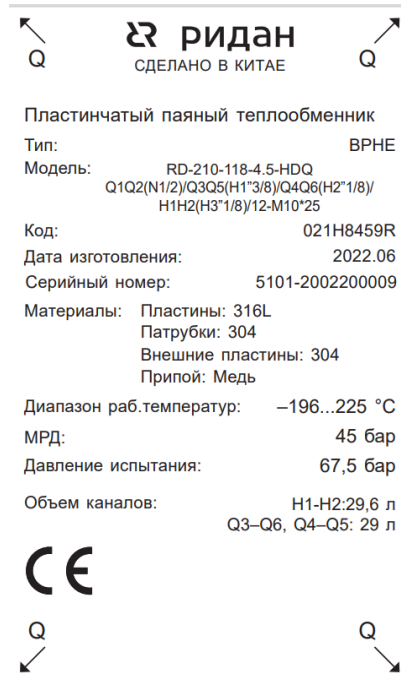 Q ридан Q
СДЕЛАНО В КИТАЕ
Пластинчатый паяный теплообменник
Тип: BPHE
Модель: RD-210-118-4.5-HDQ
Q1Q2(N1/2)/Q3Q5(H1"3/8)/Q4Q6(H2"1/8)/
H1H2(H3"1/8)/12-M10*25
Код: 021H8459R
Дата изготовления: 2022.06
Серийный номер: 5101-2002200009
Материалы: Пластины: 316L
Патрубки: 304
Внешние пластины: 304
Припой: Медь
Диапазон раб.температур: –196...225 °C
МРД: 45 бар
Давление испытания: 67,5 бар
Объем каналов: H1-H2:29,6 л
Q3–Q6, Q4–Q5: 29 л
CE
Q Q